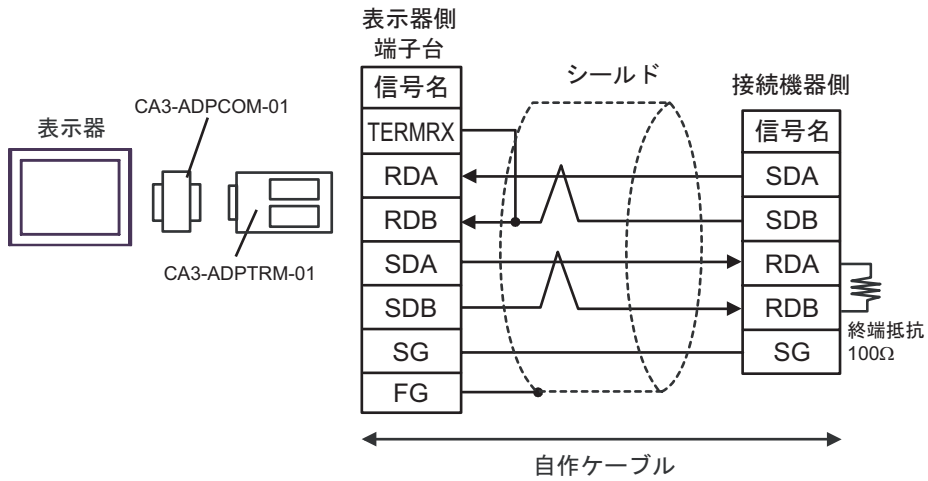 表示器側
端子台
シールド
接続機器側
CA3-ADPCOM-01
表示器
CA3-ADPTRM-01
信号名
TERMRX
RDA
RDB
SDA
SDB
SG
FG
信号名
SDA
SDB
RDA
RDB
SG
終端抵抗
100Ω
自作ケーブル